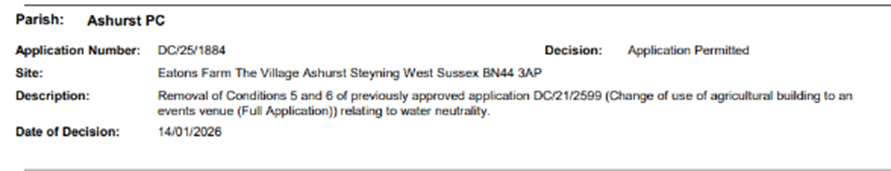 Parish: Ashurst PC
Application Number: DC/25/1884 Decision: Application Permitted
Site: Eatons Farm The Village Ashurst Steyning West Sussex BN44 3AP
Description: Removal of Conditions 5 and 6 of previously approved application DC/21/2599 (Change of use of agricultural building to an
events venue (Full Application)) relating to water neutrality.
Date of Decision: 14/01/2026